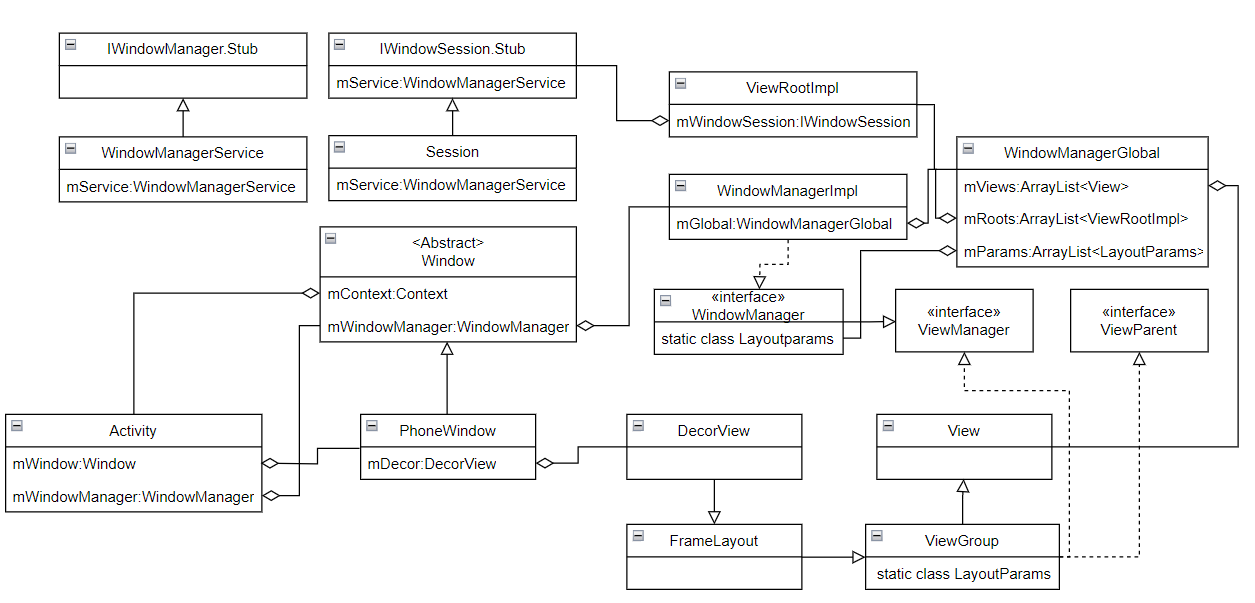 IWindowManager.Stub
IWindowSession.Stub
mService:WindowManagerService
ViewRootImpl
mWindowSession:IWindowSession
WindowManagerService
mService:WindowManagerService
Session
mService:WindowManagerService
WindowManagerGlobal
mViews:ArrayList<View>
mRoots:ArrayList<ViewRootImpl>
mParams:ArrayList<LayoutParams>
WindowManagerImpl
mGlobal:WindowManagerGlobal
<Abstract>
Window
mContext:Context
mWindowManager:WindowManager
«interface»
WindowManager
static class Layoutparams
«interface»
ViewManager
«interface»
ViewParent
Activity
mWindow:Window
mWindowManager:WindowManager
PhoneWindow
mDecor:DecorView
DecorView
View
FrameLayout
ViewGroup
static class LayoutParams